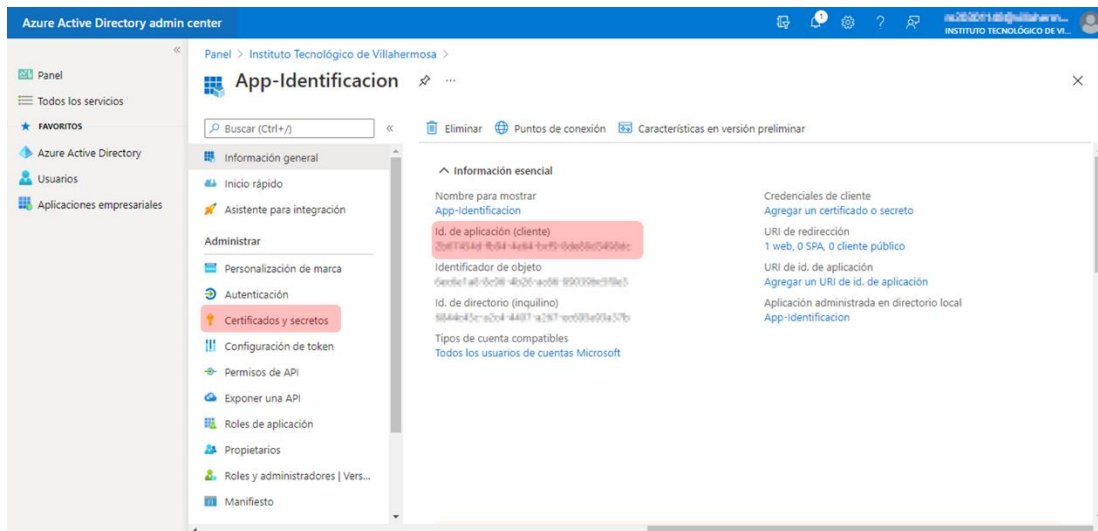 Azure Active Directory admin center
INSTITUTO TECNOLÓGICO DE VI...
Panel
Todos los servicios
FAVORITOS
Azure Active Directory
Usuarios
Aplicaciones empresariales
Panel > Instituto Tecnológico de Villahermosa >
App-Identificacion
Buscar (Ctrl+/)
Información general
Inicio rápido
Asistente para integración
Administrar
Personalización de marca
Autenticación
Certificados y secretos
Configuración de token
Permisos de API
Exponer una API
Roles de aplicación
Propietarios
Roles y administradores | Vers...
Manifiesto
Eliminar Puntos de conexión Características en versión preliminar
Información esencial
Nombre para mostrar
App-Identificacion
Id. de aplicación (cliente)
Identificador de objeto
Id. de directorio (inquilino)
Tipos de cuenta compatibles
Todos los usuarios de cuentas Microsoft
Credenciales de cliente
Agregar un certificado o secreto
URI de redirección
1 web, 0 SPA, 0 cliente público
URI de id. de aplicación
Agregar un URI de id. de aplicación
Aplicación administrada en directorio local
App-Identificacion